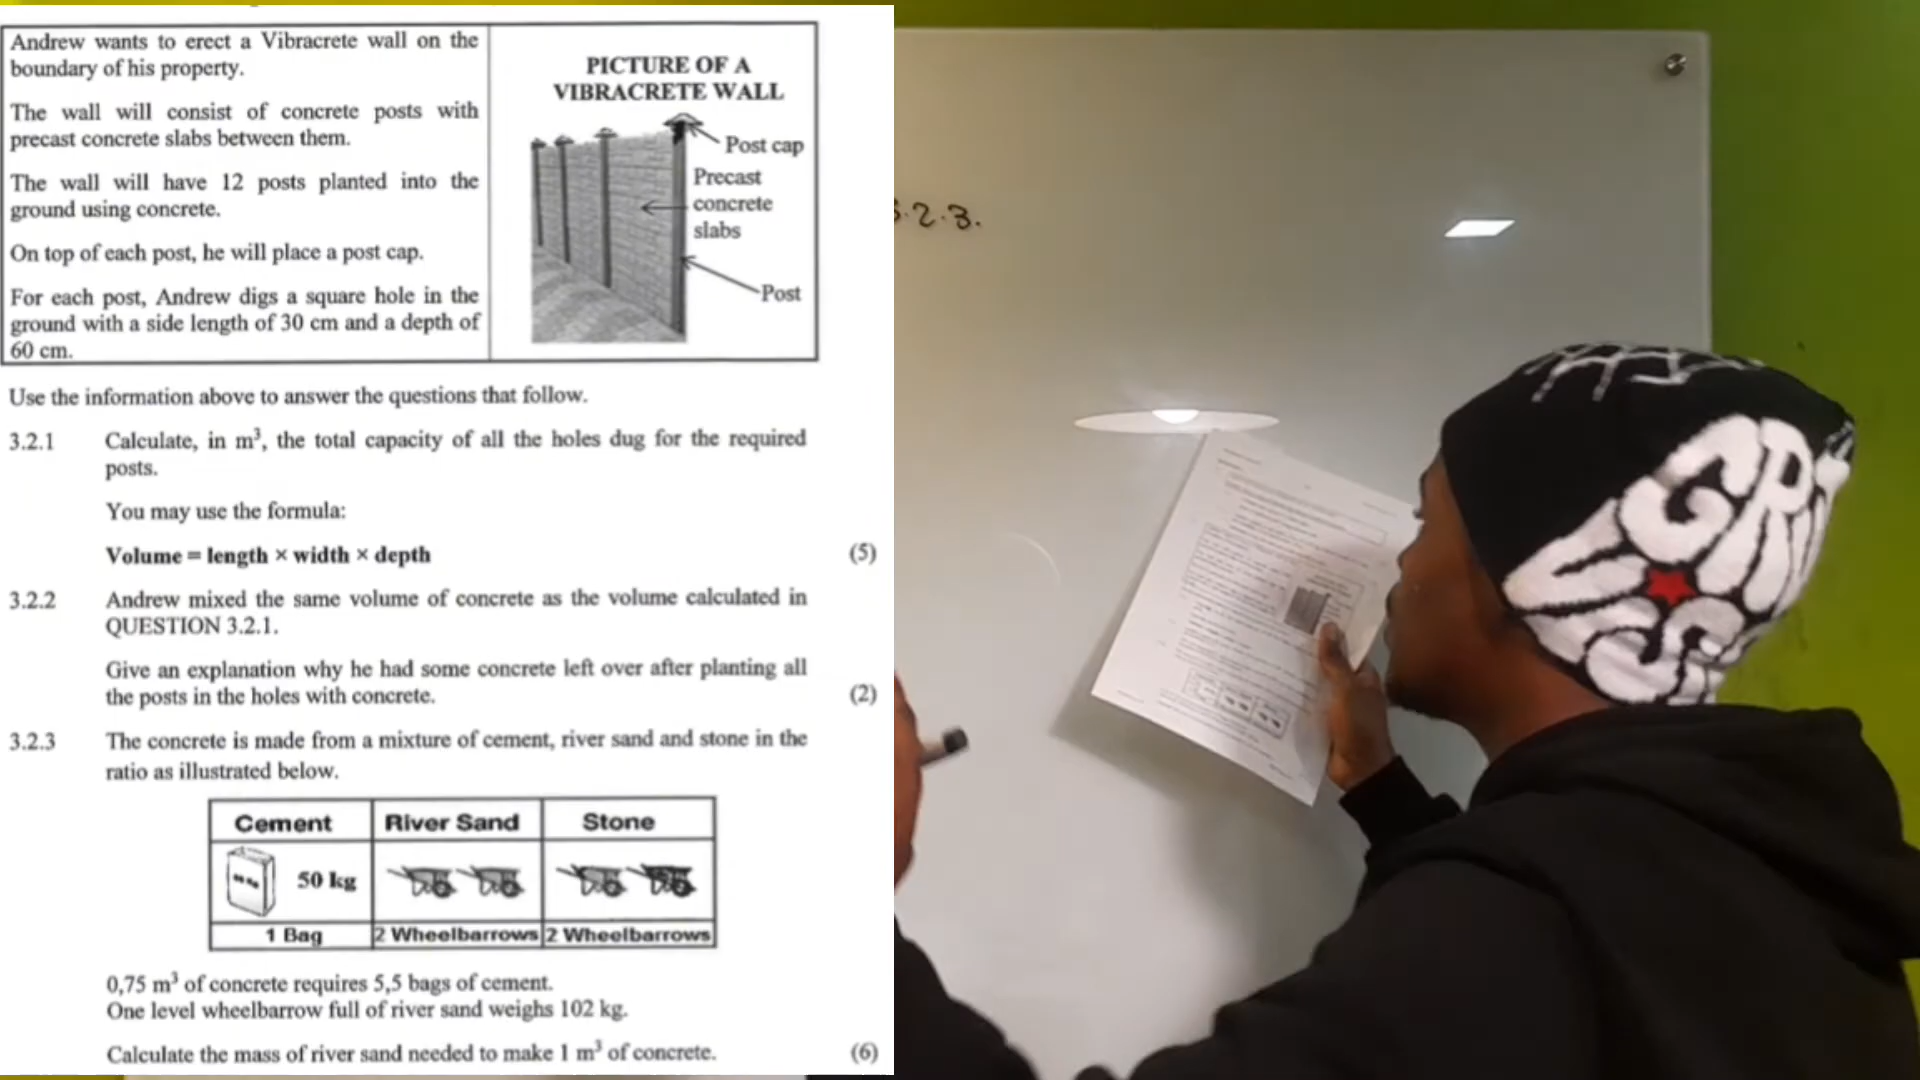 Andrew wants to erect a Vibracrete wall on the
boundary of his property.
The wall will consist of concrete posts with
precast concrete slabs between them.
The wall will have 12 posts planted into the
ground using concrete.
On top of each post, he will place a post cap.
For each post, Andrew digs a square hole in the
ground with a side length of 30 cm and a depth of
60 cm.
PICTURE OF A
VIBRACRETE WALL
Post cap
Precast
concrete
slabs
Post
Use the information above to answer the questions that follow.
3.2.1 Calculate, in m³, the total capacity of all the holes dug for the required
posts.
You may use the formula:
Volume = length × width × depth (5)
3.2.2 Andrew mixed the same volume of concrete as the volume calculated in
QUESTION 3.2.1.
Give an explanation why he had some concrete left over after planting all
the posts in the holes with concrete. (2)
3.2.3 The concrete is made from a mixture of cement, river sand and stone in the
ratio as illustrated below.
Cement River Sand Stone
50 kg
1 Bag 2 Wheelbarrows 2 Wheelbarrows
0,75 m³ of concrete requires 5,5 bags of cement.
One level wheelbarrow full of river sand weighs 102 kg.
Calculate the mass of river sand needed to make 1 m³ of concrete. (6)
.2.3.